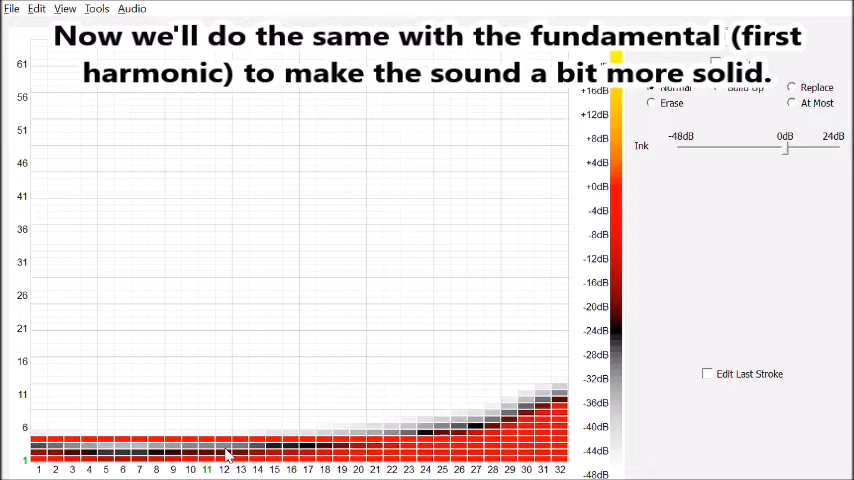 File Edit View Tools Audio
Now we'll do the same with the fundamental (first
harmonic) to make the sound a bit more solid.
Normal Build Up Replace
Erase At Most
-48dB 0dB 24dB
Ink
Edit Last Stroke
+16dB
+12dB
+8dB
+4dB
+0dB
-4dB
-8dB
-12dB
-16dB
-20dB
-24dB
-28dB
-32dB
-36dB
-40dB
-44dB
-48dB
61
56
51
46
41
36
31
26
21
16
11
6
1
1 2 3 4 5 6 7 8 9 10 11 12 13 14 15 16 17 18 19 20 21 22 23 24 25 26 27 28 29 30 31 32